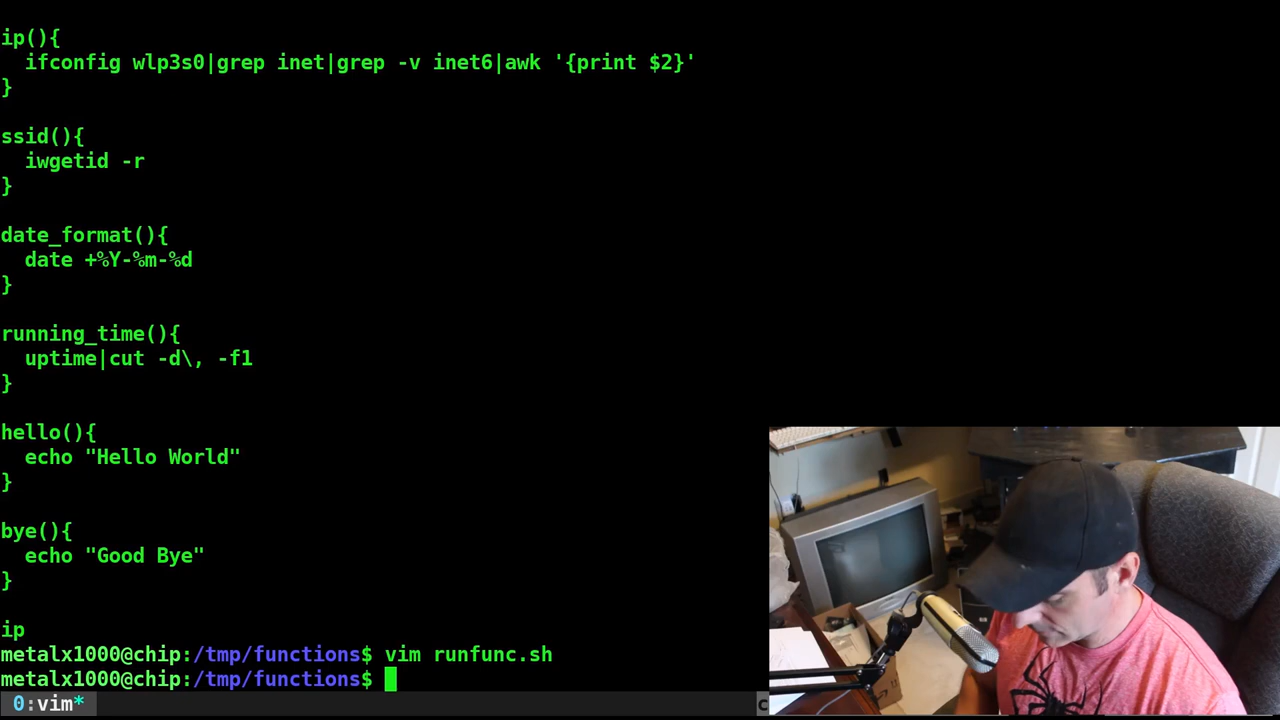 ip(){
  ifconfig wlp3s0|grep inet|grep -v inet6|awk '{print $2}'
}
ssid(){
  iwgetid -r
}
date_format(){
  date +%Y-%m-%d
}
running_time(){
  uptime|cut -d\, -f1
}
hello(){
  echo "Hello World"
}
bye(){
  echo "Good Bye"
}
ip
metalx1000@chip:/tmp/functions$ vim runfunc.sh
metalx1000@chip:/tmp/functions$
0:vim*
c